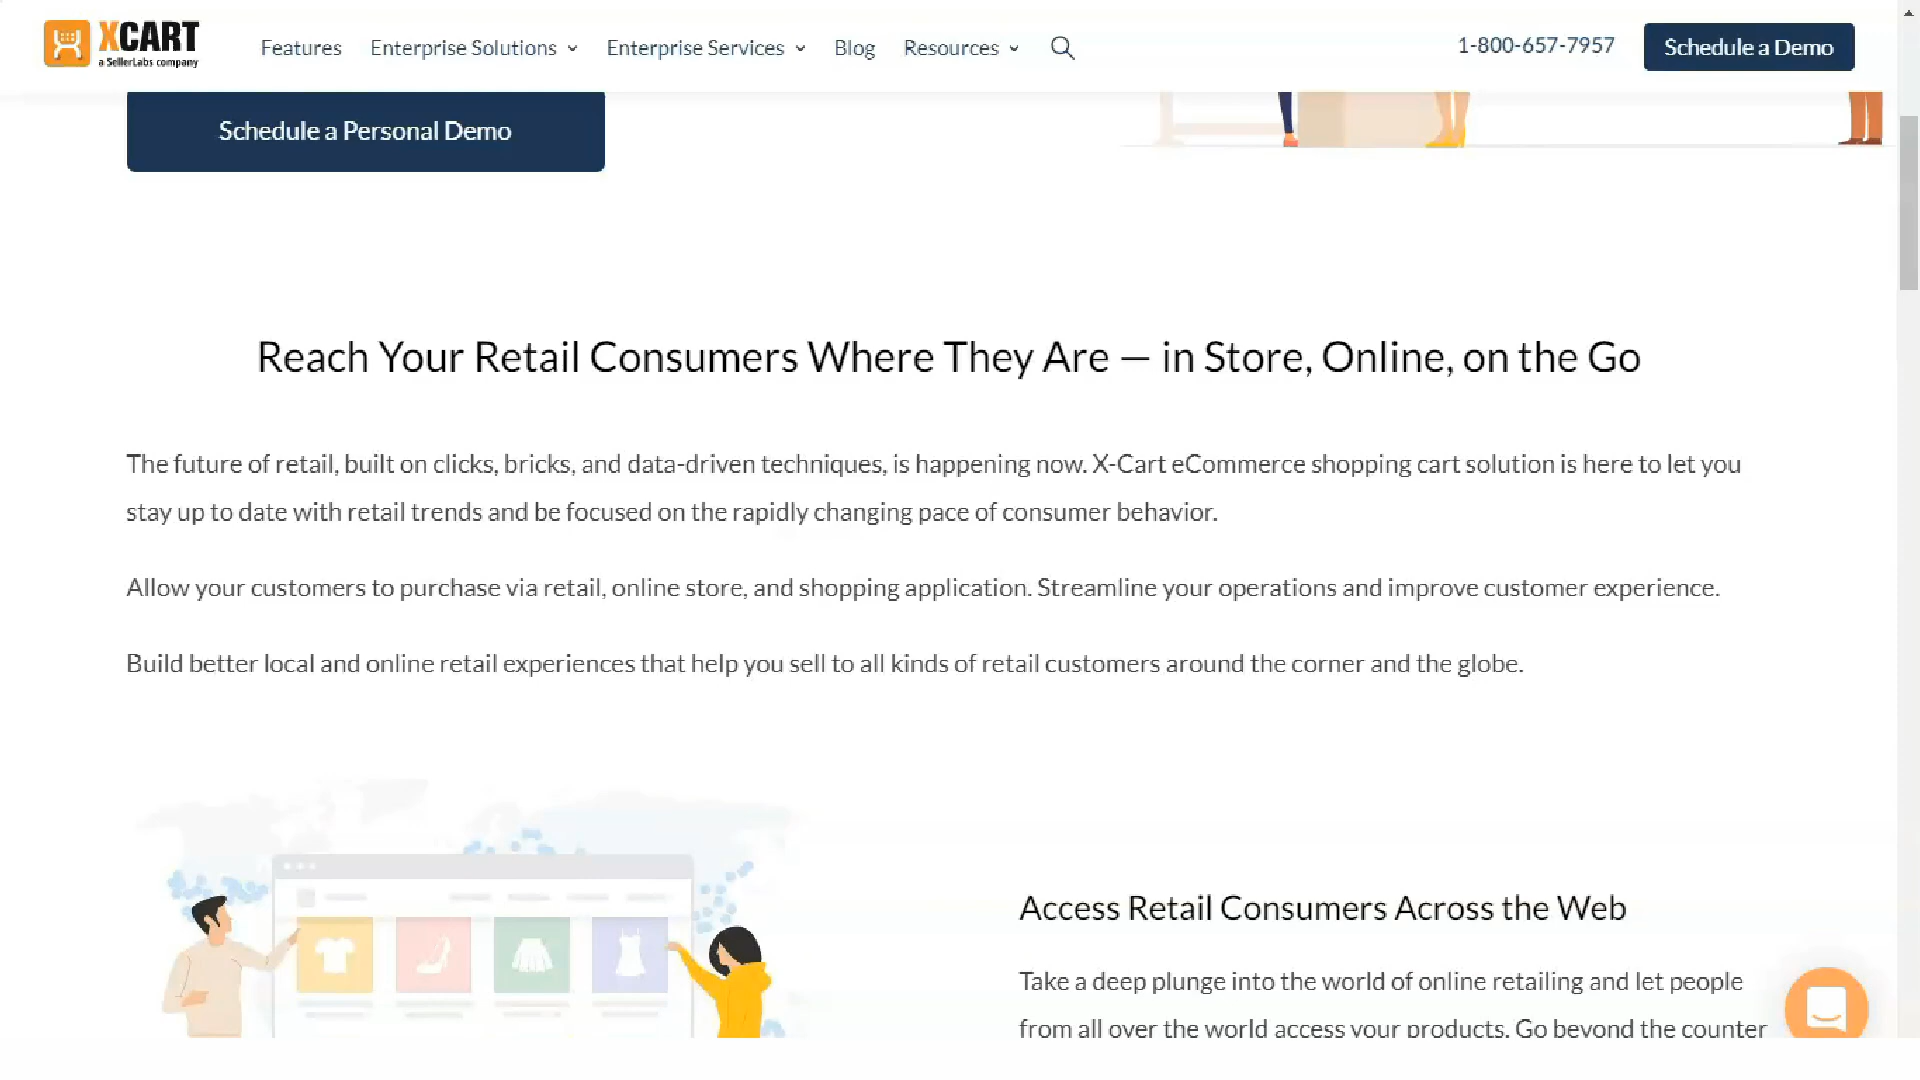 XCART
a SellerLabs company
Features Enterprise Solutions Enterprise Services Blog Resources
1-800-657-7957
Schedule a Demo
Schedule a Personal Demo
Reach Your Retail Consumers Where They Are — in Store, Online, on the Go
The future of retail, built on clicks, bricks, and data-driven techniques, is happening now. X-Cart eCommerce shopping cart solution is here to let you
stay up to date with retail trends and be focused on the rapidly changing pace of consumer behavior.
Allow your customers to purchase via retail, online store, and shopping application. Streamline your operations and improve customer experience.
Build better local and online retail experiences that help you sell to all kinds of retail customers around the corner and the globe.
Access Retail Consumers Across the Web
Take a deep plunge into the world of online retailing and let people
from all over the world access your products. Go beyond the counter